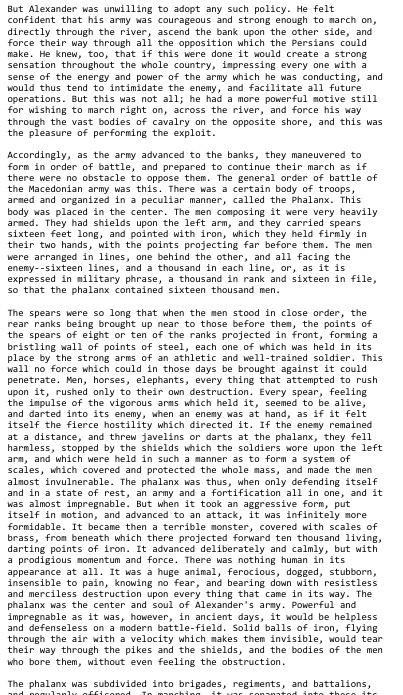 But Alexander was unwilling to adopt any such policy. He felt
confident that his army was courageous and strong enough to march on,
directly through the river, ascend the bank upon the other side, and
force their way through all the opposition which the Persians could
make. He knew, too, that if this were done it would create a strong
sensation throughout the whole country, impressing every one with a
sense of the energy and power of the army which he was conducting, and
would thus tend to intimidate the enemy, and facilitate all future
operations. But this was not all; he had a more powerful motive still
for wishing to march right on, across the river, and force his way
through the vast bodies of cavalry on the opposite shore, and this was
the pleasure of performing the exploit.

Accordingly, as the army advanced to the banks, they maneuvered to
form in order of battle, and prepared to continue their march as if
there were no obstacle to oppose them. The general order of battle of
the Macedonian army was this. There was a certain body of troops,
armed and organized in a peculiar manner, called the Phalanx. This
body was placed in the center. The men composing it were very heavily
armed. They had shields upon the left arm, and they carried spears
sixteen feet long, and pointed with iron, which they held firmly in
their two hands, with the points projecting far before them. The men
were arranged in lines, one behind the other, and all facing the
enemy--sixteen lines, and a thousand in each line, or, as it is
expressed in military phrase, a thousand in rank and sixteen in file,
so that the phalanx contained sixteen thousand men.

The spears were so long that when the men stood in close order, the
rear ranks being brought up near to those before them, the points of
the spears of eight or ten of the ranks projected in front, forming a
bristling wall of points of steel, each one of which was held in its
place by the strong arms of an athletic and well-trained soldier. This
wall no force which could in those days be brought against it could
penetrate. Men, horses, elephants, every thing that attempted to rush
upon it, rushed only to their own destruction. Every spear, feeling
the impulse of the vigorous arms which held it, seemed to be alive,
and darted into its enemy, when an enemy was at hand, as if it felt
itself the fierce hostility which directed it. If the enemy remained
at a distance, and threw javelins or darts at the phalanx, they fell
harmless, stopped by the shields which the soldiers wore upon the left
arm, and which were held in such a manner as to form a system of
scales, which covered and protected the whole mass, and made the men
almost invulnerable. The phalanx was thus, when only defending itself
and in a state of rest, an army and a fortification all in one, and it
was almost impregnable. But when it took an aggressive form, put
itself in motion, and advanced to an attack, it was infinitely more
formidable. It became then a terrible monster, covered with scales of
brass, from beneath which there projected forward ten thousand living,
darting points of iron. It advanced deliberately and calmly, but with
a prodigious momentum and force. There was nothing human in its
appearance at all. It was a huge animal, ferocious, dogged, stubborn,
insensible to pain, knowing no fear, and bearing down with resistless
and merciless destruction upon every thing that came in its way. The
phalanx was the center and soul of Alexander's army. Powerful and
impregnable as it was, however, in ancient days, it would be helpless
and defenseless on a modern battle-field. Solid balls of iron, flying
through the air with a velocity which makes them invisible, would tear
their way through the pikes and the shields, and the bodies of the men
who bore them, without even feeling the obstruction.

The phalanx was subdivided into brigades, regiments, and battalions,
and regularly officered. In marching, it was separated into these its